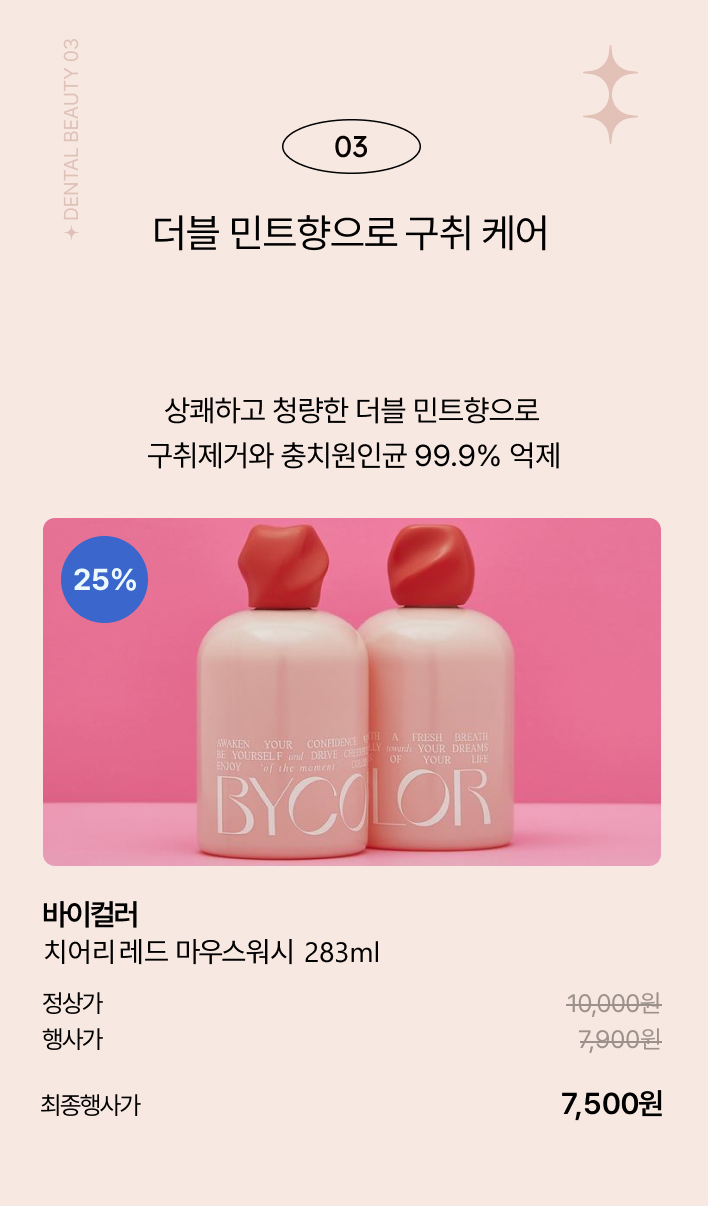 DENTAL BEAUTY 03
03
더블 민트향으로 구취 케어
상쾌하고 청량한 더블 민트향으로
구취제거와 충치원인균 99.9% 억제
25%
AWAKEN YOUR CONFIDENCE WITH A FRESH BREATH
BE YOURSELF and DRIVE towards YOUR DREAMS
ENJOY 'of the moment OF YOUR LIFE
BYCOLOR
바이컬러
치어리 레드 마우스워시 283ml
정상가 10,000원
행사가 7,900원
최종행사가 7,500원